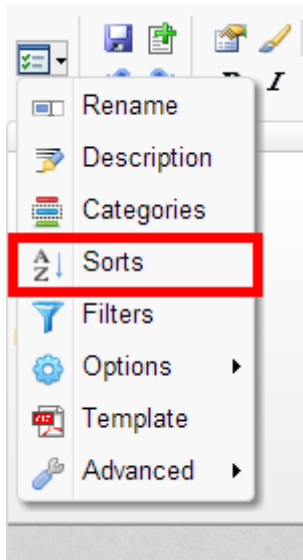 I
Rename
Description
Categories
A
Z
Sorts
Filters
Options
Template
Advanced